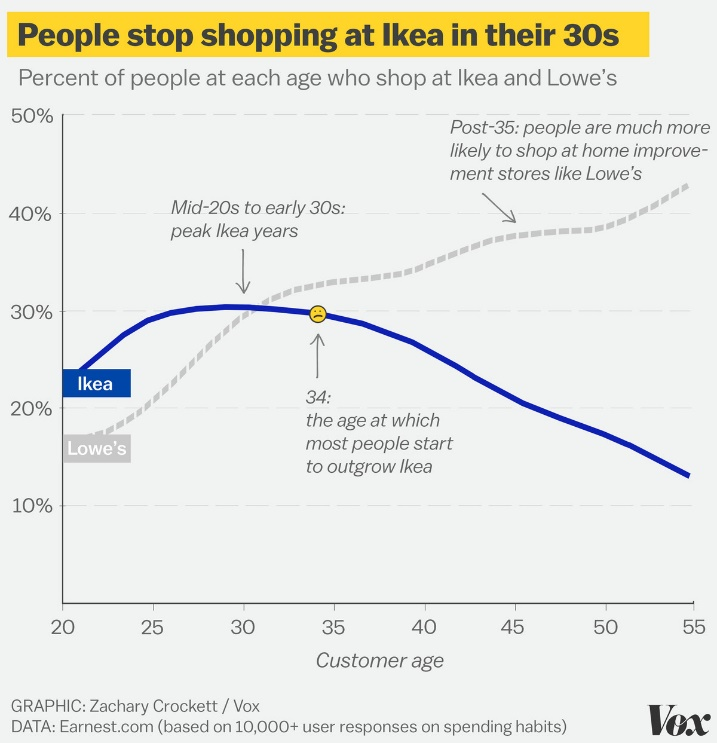 People stop shopping at Ikea in their 30s
Percent of people at each age who shop at Ikea and Lowe's
50%
Post-35: people are much more
likely to shop at home improve-
ment stores like Lowe's
Mid-20s to early 30s:
peak Ikea years
40%
30%
Ikea
34:
the age at which
most people start
to outgrow Ikea
20%
Lowe's
10%
20 25 30 35 40 45 50 55
Customer age
GRAPHIC: Zachary Crockett / Vox
DATA: Earnest.com (based on 10,000+ user responses on spending habits)
Vox